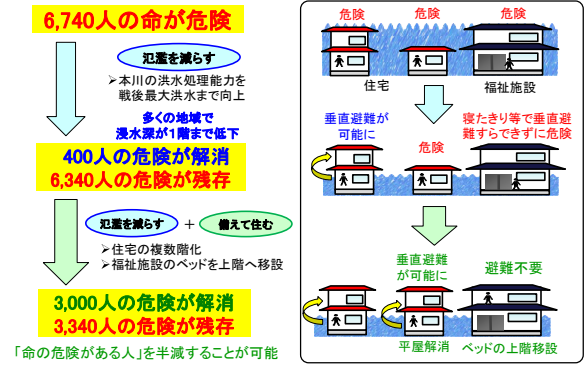 6,740人の命が危険
氾濫を減らす
➢本川の洪水処理能力を
戦後最大洪水まで向上
多くの地域で
浸水深が1階まで低下
400人の危険が解消
6,340人の危険が残存
氾濫を減らす + 備えて住む
➢住宅の複数階化
➢福祉施設のベッドを上階へ移設
3,000人の危険が解消
3,340人の危険が残存
「命の危険がある人」を半減することが可能
危険 危険 危険
住宅 福祉施設
垂直避難が
可能に
危険
寝たきり等で垂直避
難すらできずに危険
垂直避難
が可能に
避難不要
平屋解消 ベッドの上階移設